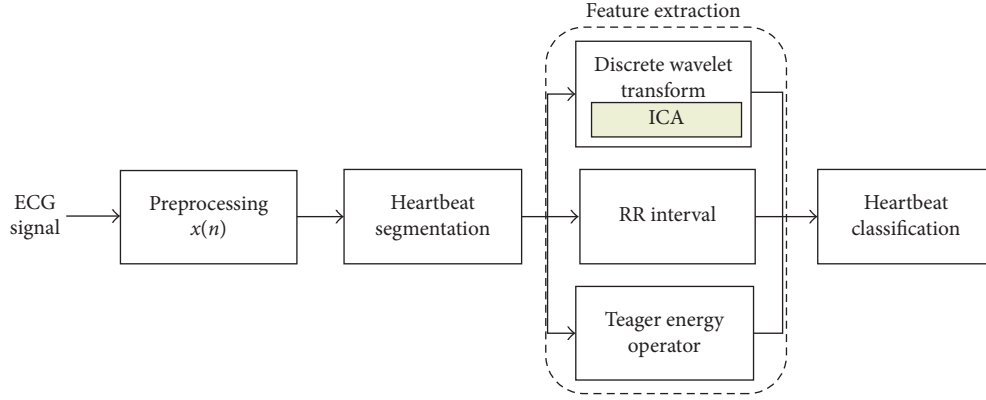 Feature extraction
Discrete wavelet
transform
ICA
ECG
signal
Preprocessing
x(n)
Heartbeat
segmentation
RR interval
Heartbeat
classification
Teager energy
operator